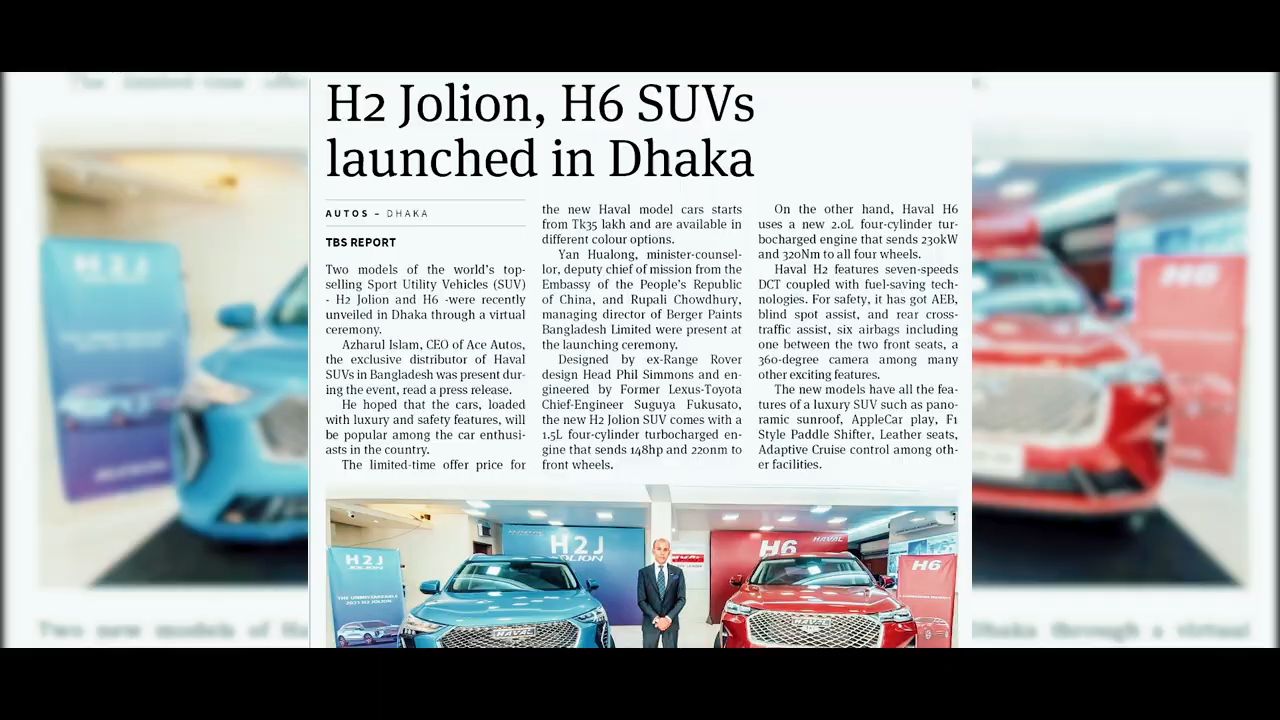 H2 Jolion, H6 SUVs
launched in Dhaka
AUTOS – DHAKA
TBS REPORT
Two models of the world's top-
selling Sport Utility Vehicles (SUV)
- H2 Jolion and H6 -were recently
unveiled in Dhaka through a virtual
ceremony.
Azharul Islam, CEO of Ace Autos,
the exclusive distributor of Haval
SUVs in Bangladesh was present dur-
ing the event, read a press release.
He hoped that the cars, loaded
with luxury and safety features, will
be popular among the car enthusi-
asts in the country.
The limited-time offer price for
the new Haval model cars starts
from Tk35 lakh and are available in
different colour options.
Yan Hualong, minister-counsel-
lor, deputy chief of mission from the
Embassy of the People's Republic
of China, and Rupali Chowdhury,
managing director of Berger Paints
Bangladesh Limited were present at
the launching ceremony.
Designed by ex-Range Rover
design Head Phil Simmons and en-
gineered by Former Lexus-Toyota
Chief-Engineer Suguya Fukusato,
the new H2 Jolion SUV comes with a
1.5L four-cylinder turbocharged en-
gine that sends 148hp and 220nm to
front wheels.
On the other hand, Haval H6
uses a new 2.0L four-cylinder tur-
bocharged engine that sends 230kW
and 320Nm to all four wheels.
Haval H2 features seven-speeds
DCT coupled with fuel-saving tech-
nologies. For safety, it has got AEB,
blind spot assist, and rear cross-
traffic assist, six airbags including
one between the two front seats, a
360-degree camera among many
other exciting features.
The new models have all the fea-
tures of a luxury SUV such as pano-
ramic sunroof, AppleCar play, F1
Style Paddle Shifter, Leather seats,
Adaptive Cruise control among oth-
er facilities.
H2J
JOLION
H2J
JOLION
H6
HAVAL
H6
HAVAL